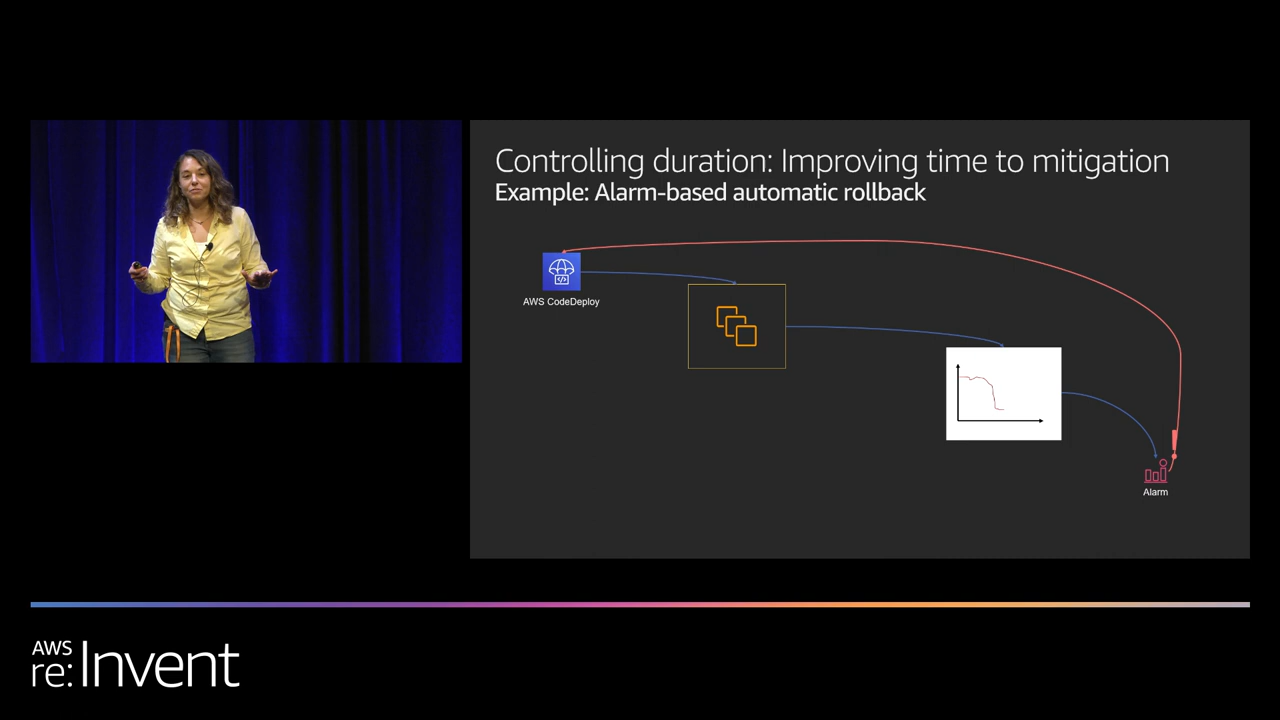 Controlling duration: Improving time to mitigation
Example: Alarm-based automatic rollback
AWS CodeDeploy
Alarm
AWS
re:Invent